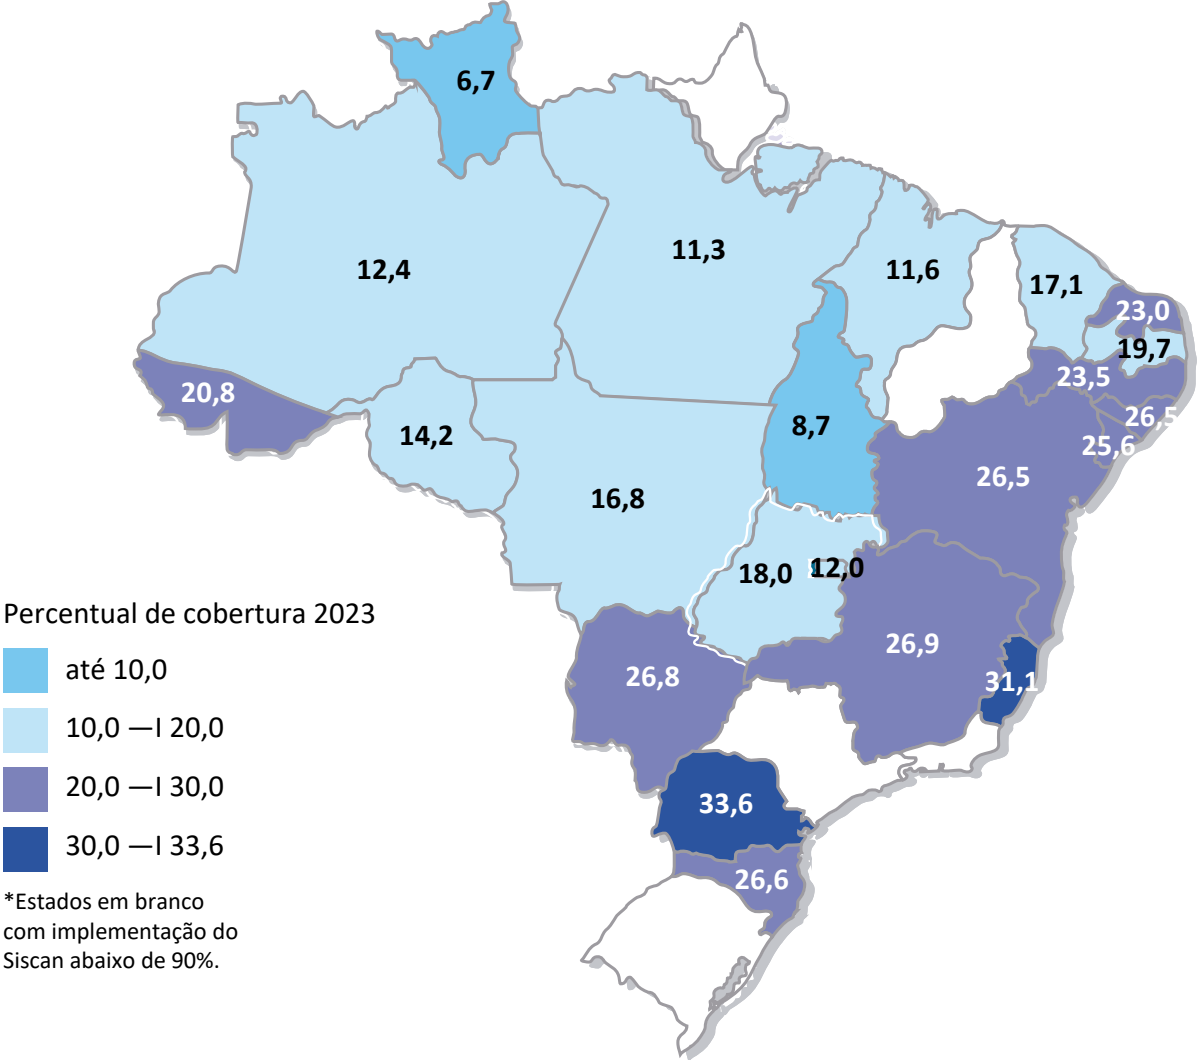 6,7
12,4
11,3
11,6
17,1
23,0
19,7
23,5
20,8
26,5
25,6
14,2
8,7
26,5
16,8
18,0
12,0
26,9
26,8
31,1
33,6
26,6
Percentual de cobertura 2023
até 10,0
10,0 —I 20,0
20,0 —I 30,0
30,0 —I 33,6
*Estados em branco
com implementação do
Siscan abaixo de 90%.